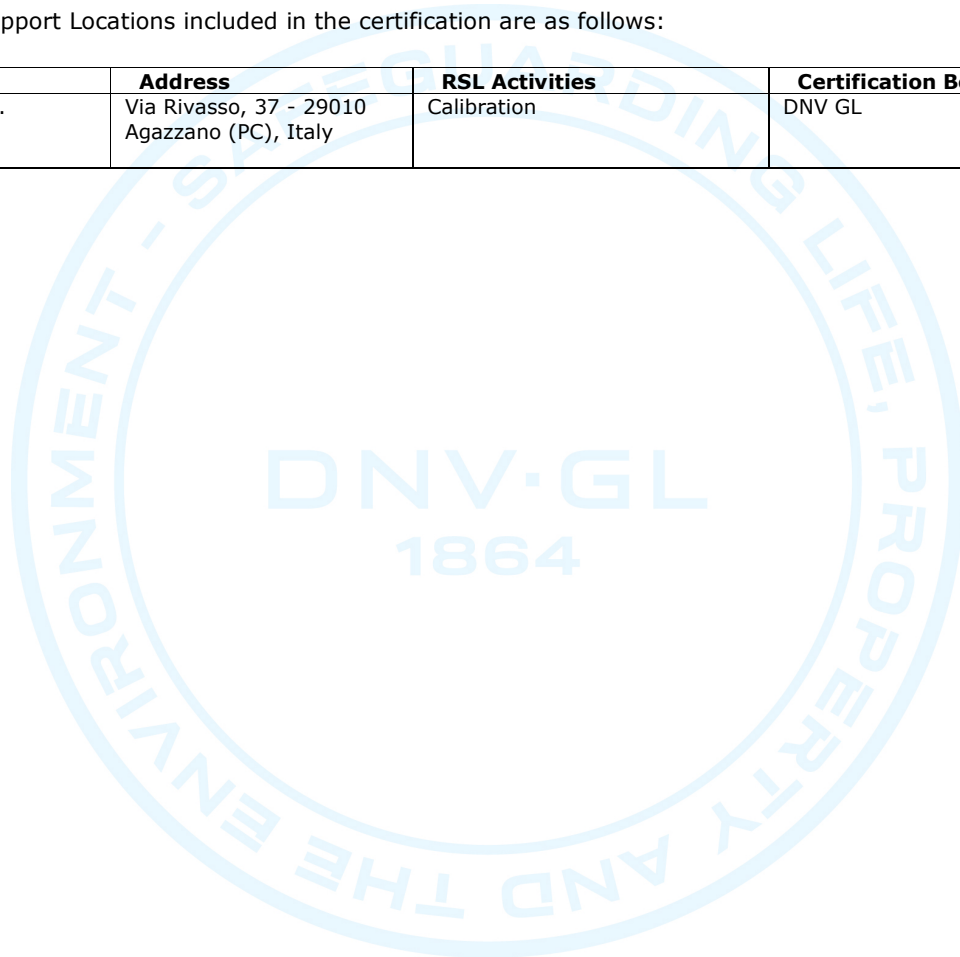 pport Locations included in the certification are as follows:
Address RSL Activities Certification B
. Via Rivasso, 37 - 29010 Calibration DNV GL
Agazzano (PC), Italy
SAFEGUARDING LIFE, PROPERTY AND THE ENVIRONMENT -
DNV·GL
1864